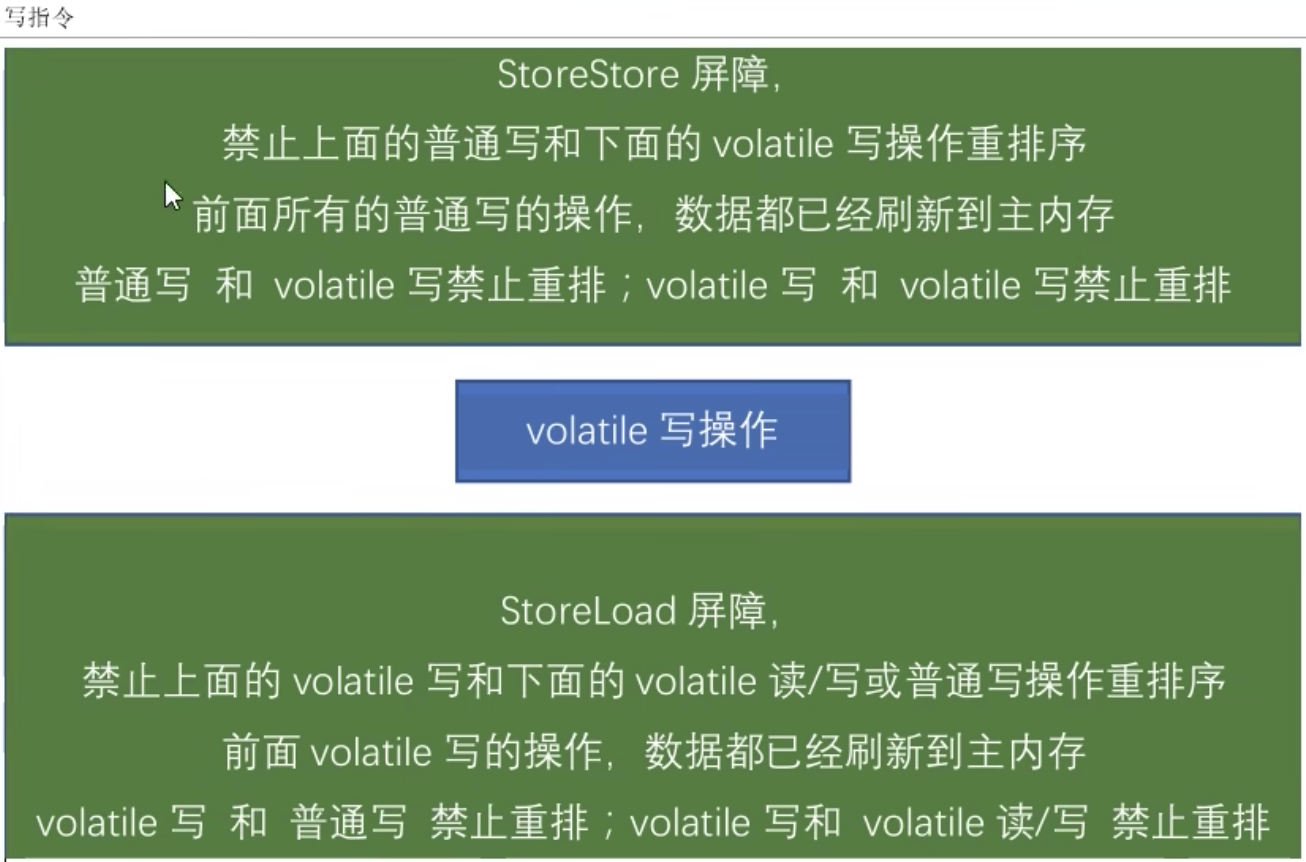 写指令
StoreStore 屏障，
禁止上面的普通写和下面的 volatile 写操作重排序
前面所有的普通写的操作，数据都已经刷新到主内存
普通写 和 volatile 写禁止重排；volatile 写 和 volatile 写禁止重排
volatile 写操作
StoreLoad 屏障，
禁止上面的 volatile 写和下面的 volatile 读/写或普通写操作重排序
前面 volatile 写的操作，数据都已经刷新到主内存
volatile 写 和 普通写 禁止重排；volatile 写和 volatile 读/写 禁止重排